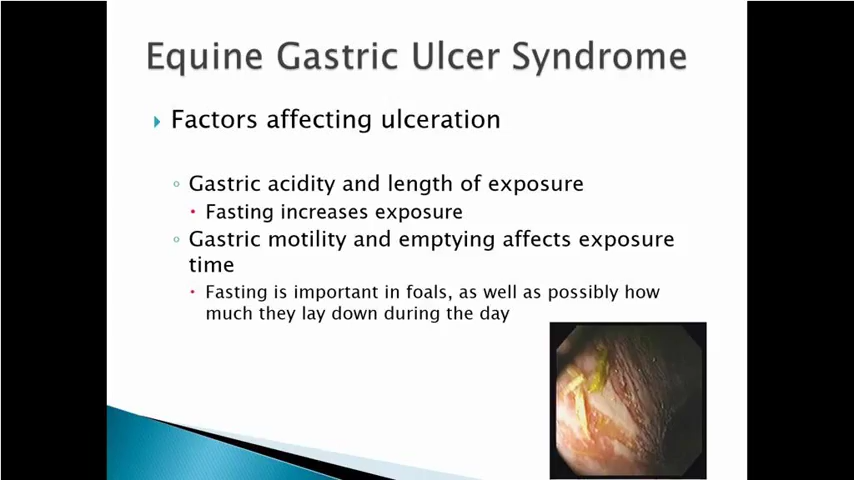 Equine Gastric Ulcer Syndrome
Factors affecting ulceration
Gastric acidity and length of exposure
Fasting increases exposure
Gastric motility and emptying affects exposure
time
Fasting is important in foals, as well as possibly how
much they lay down during the day